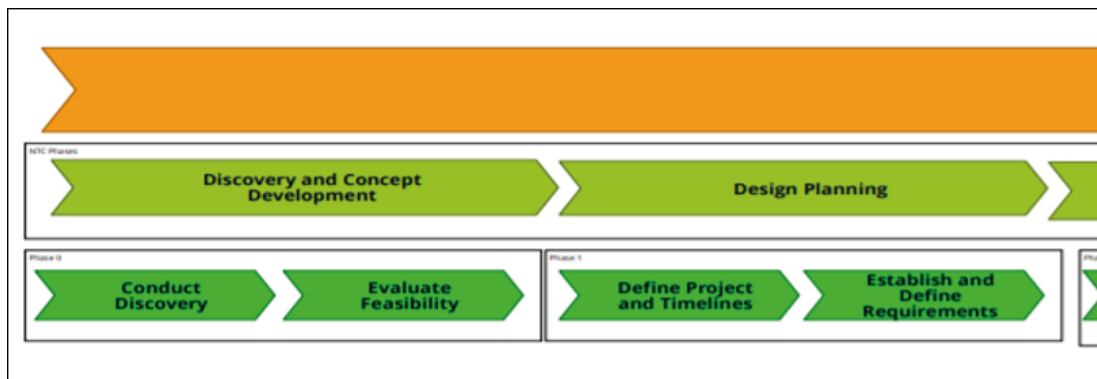 NTC Phases
Discovery and Concept
Development
Design Planning
Phase 0
Conduct
Discovery
Evaluate
Feasibility
Phase 1
Define Project
and Timelines
Establish and
Define
Requirements